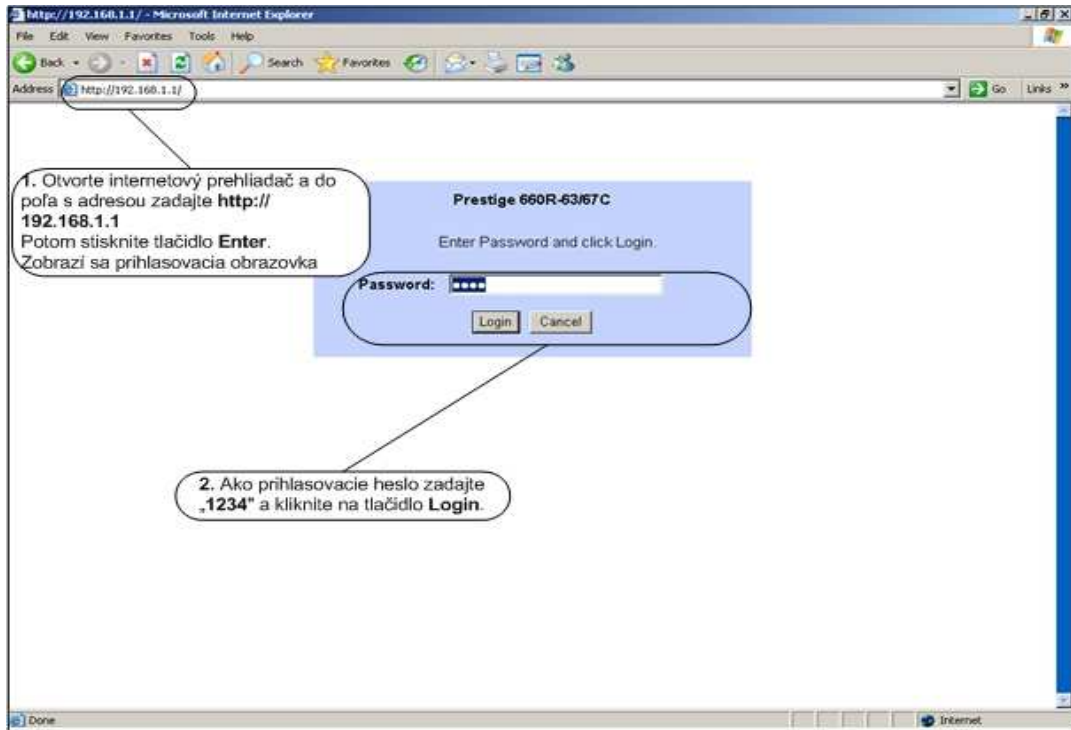 http://192.168.1.1/ - Microsoft Internet Explorer
File Edit View Favorites Tools Help
Back Search Favorites
Address http://192.168.1.1/ Go Links »
1. Otvorte internetový prehliadač a do
poľa s adresou zadajte http://
192.168.1.1
Potom stisknite tlačidlo Enter.
Zobrazí sa prihlasovacia obrazovka
Prestige 660R-63/67C
Enter Password and click Login.
Password: ••••
Login Cancel
2. Ako prihlasovacie heslo zadajte
„1234" a kliknite na tlačidlo Login.
Done Internet